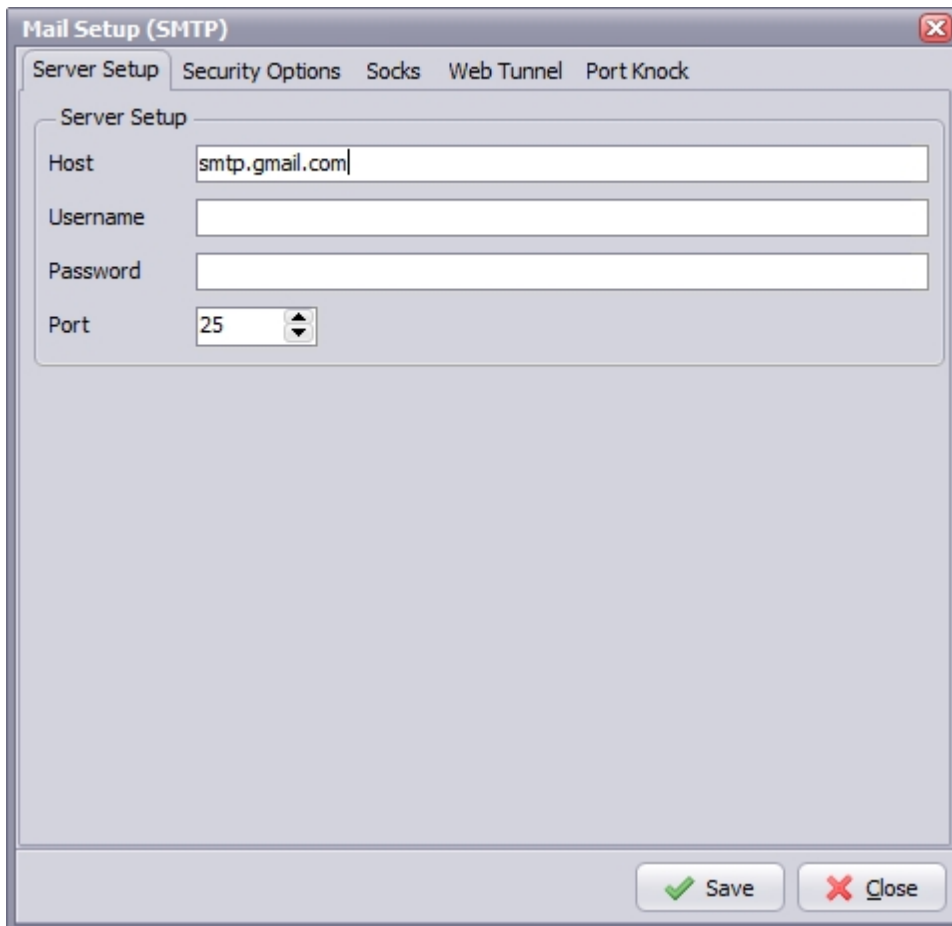 Mail Setup (SMTP)
Server Setup Security Options Socks Web Tunnel Port Knock
Server Setup
Host smtp.gmail.com
Username
Password
Port 25
Save Close